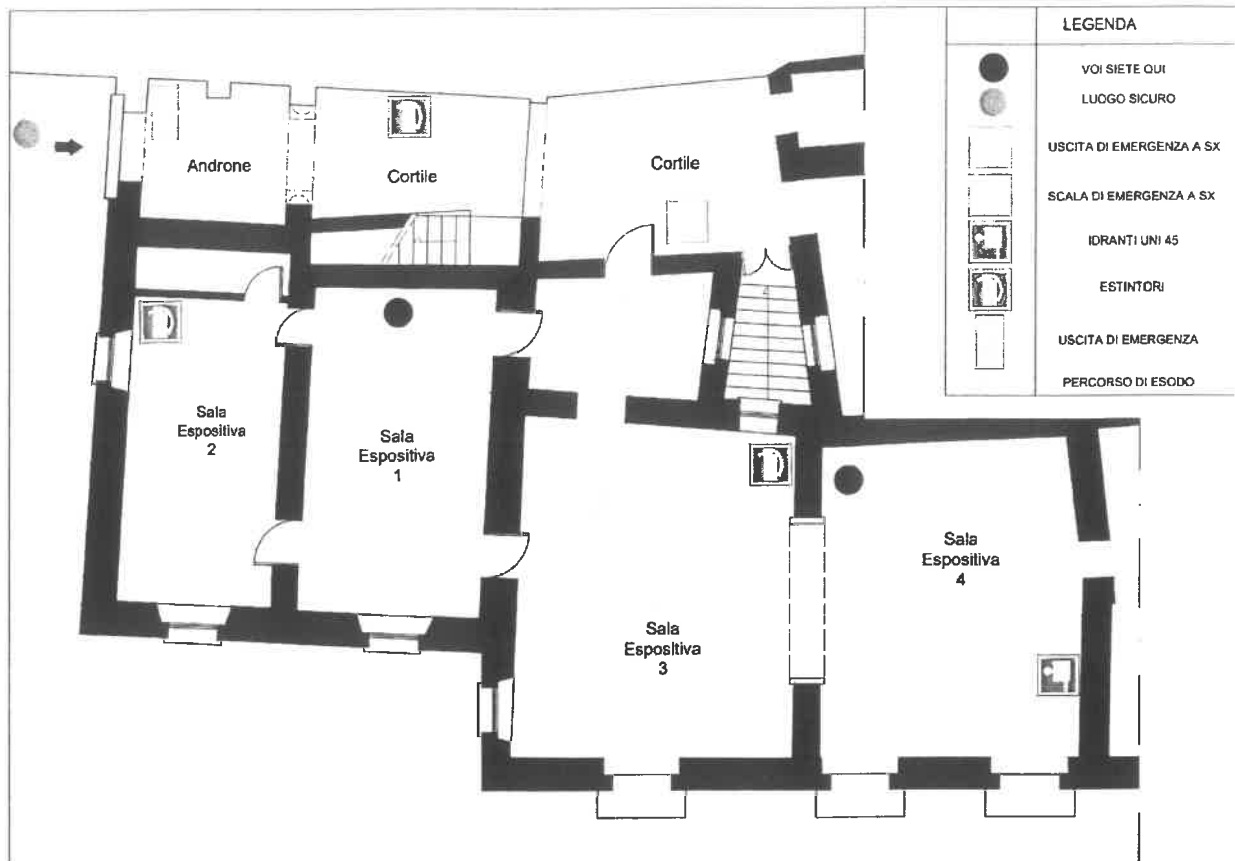 LEGENDA
VOI SIETE QUI
LUOGO SICURO
USCITA DI EMERGENZA A SX
SCALA DI EMERGENZA A SX
IDRANTI UNI 45
ESTINTORI
USCITA DI EMERGENZA
PERCORSO DI ESODO
Androne
Cortile
Cortile
Sala
Espositiva
2
Sala
Espositiva
1
Sala
Espositiva
3
Sala
Espositiva
4